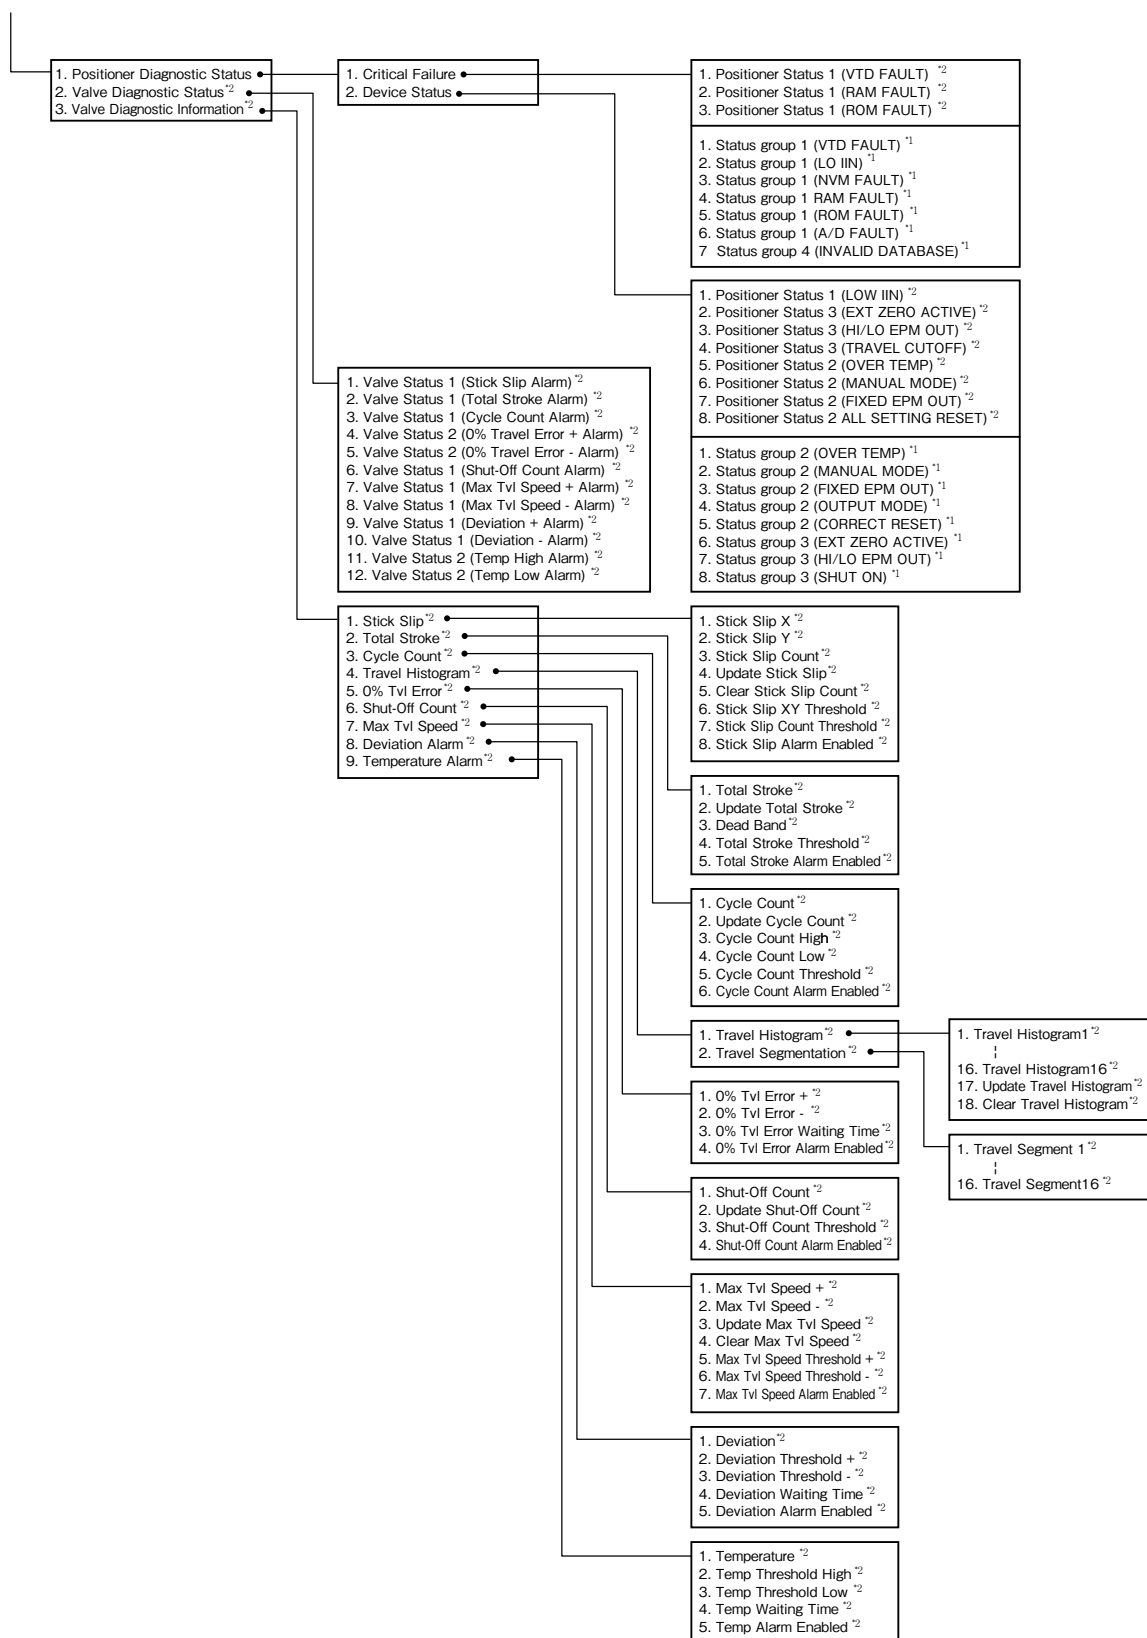 1. Positioner Diagnostic Status
2. Valve Diagnostic Status*2
3. Valve Diagnostic Information*2
1. Critical Failure
2. Device Status
1. Positioner Status 1 (VTD FAULT) *2
2. Positioner Status 1 (RAM FAULT) *2
3. Positioner Status 1 (ROM FAULT) *2
1. Status group 1 (VTD FAULT) *1
2. Status group 1 (LO IIN) *1
3. Status group 1 (NVM FAULT) *1
4. Status group 1 RAM FAULT) *1
5. Status group 1 (ROM FAULT) *1
6. Status group 1 (A/D FAULT) *1
7 Status group 4 (INVALID DATABASE) *1
1. Positioner Status 1 (LOW IIN) *2
2. Positioner Status 3 (EXT ZERO ACTIVE) *2
3. Positioner Status 3 (HI/LO EPM OUT) *2
4. Positioner Status 3 (TRAVEL CUTOFF) *2
5. Positioner Status 2 (OVER TEMP) *2
6. Positioner Status 2 (MANUAL MODE) *2
7. Positioner Status 2 (FIXED EPM OUT) *2
8. Positioner Status 2 ALL SETTING RESET) *2
1. Status group 2 (OVER TEMP) *1
2. Status group 2 (MANUAL MODE) *1
3. Status group 2 (FIXED EPM OUT) *1
4. Status group 2 (OUTPUT MODE) *1
5. Status group 2 (CORRECT RESET) *1
6. Status group 3 (EXT ZERO ACTIVE) *1
7. Status group 3 (HI/LO EPM OUT) *1
8. Status group 3 (SHUT ON) *1
1. Valve Status 1 (Stick Slip Alarm) *2
2. Valve Status 1 (Total Stroke Alarm) *2
3. Valve Status 1 (Cycle Count Alarm) *2
4. Valve Status 2 (0% Travel Error + Alarm) *2
5. Valve Status 2 (0% Travel Error - Alarm) *2
6. Valve Status 1 (Shut-Off Count Alarm) *2
7. Valve Status 1 (Max Tvl Speed + Alarm) *2
8. Valve Status 1 (Max Tvl Speed - Alarm) *2
9. Valve Status 1 (Deviation + Alarm) *2
10. Valve Status 1 (Deviation - Alarm) *2
11. Valve Status 2 (Temp High Alarm) *2
12. Valve Status 2 (Temp Low Alarm) *2
1. Stick Slip*2
2. Total Stroke*2
3. Cycle Count*2
4. Travel Histogram*2
5. 0% Tvl Error*2
6. Shut-Off Count*2
7. Max Tvl Speed *2
8. Deviation Alarm*2
9. Temperature Alarm*2
1. Stick Slip X *2
2. Stick Slip Y *2
3. Stick Slip Count*2
4. Update Stick Slip*2
5. Clear Stick Slip Count*2
6. Stick Slip XY Threshold *2
7. Stick Slip Count Threshold *2
8. Stick Slip Alarm Enabled *2
1. Total Stroke*2
2. Update Total Stroke*2
3. Dead Band*2
4. Total Stroke Threshold*2
5. Total Stroke Alarm Enabled*2
1. Cycle Count*2
2. Update Cycle Count*2
3. Cycle Count High*2
4. Cycle Count Low*2
5. Cycle Count Threshold *2
6. Cycle Count Alarm Enabled*2
1. Travel Histogram*2
2. Travel Segmentation*2
1. Travel Histogram1*2
16. Travel Histogram16*2
17. Update Travel Histogram*2
18. Clear Travel Histogram*2
1. 0% Tvl Error + *2
2. 0% Tvl Error - *2
3. 0% Tvl Error Waiting Time*2
4. 0% Tvl Error Alarm Enabled*2
1. Travel Segment 1*2
16. Travel Segment16 *2
1. Shut-Off Count*2
2. Update Shut-Off Count*2
3. Shut-Off Count Threshold *2
4. Shut-Off Count Alarm Enabled*2
1. Max Tvl Speed + *2
2. Max Tvl Speed - *2
3. Update Max Tvl Speed *2
4. Clear Max Tvl Speed *2
5. Max Tvl Speed Threshold + *2
6. Max Tvl Speed Threshold - *2
7. Max Tvl Speed Alarm Enabled*2
1. Deviation*2
2. Deviation Threshold + *2
3. Deviation Threshold - *2
4. Deviation Waiting Time *2
5. Deviation Alarm Enabled *2
1. Temperature *2
2. Temp Threshold High*2
3. Temp Threshold Low *2
4. Temp Waiting Time *2
5. Temp Alarm Enabled *2